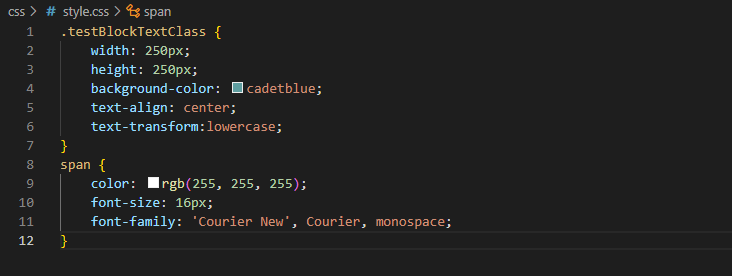 css > # style.css > span
1 .testBlockTextClass {
2 width: 250px;
3 height: 250px;
4 background-color: cadetblue;
5 text-align: center;
6 text-transform:lowercase;
7 }
8 span {
9 color: rgb(255, 255, 255);
10 font-size: 16px;
11 font-family: 'Courier New', Courier, monospace;
12 }